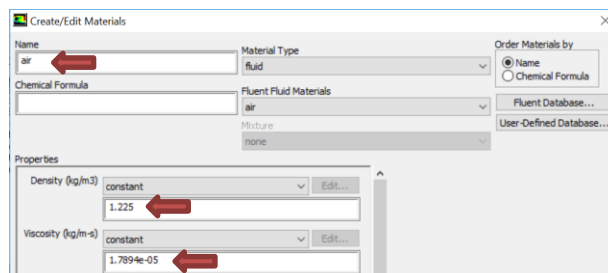 Create/Edit Materials
Name
air
Material Type
fluid
Order Materials by
Name
Chemical Formula
Chemical Formula
Fluent Fluid Materials
air
Fluent Database...
User-Defined Database...
Mixture
none
Properties
Density (kg/m3)
constant
Edit...
1.225
Viscosity (kg/m-s)
constant
Edit...
1.7894e-05